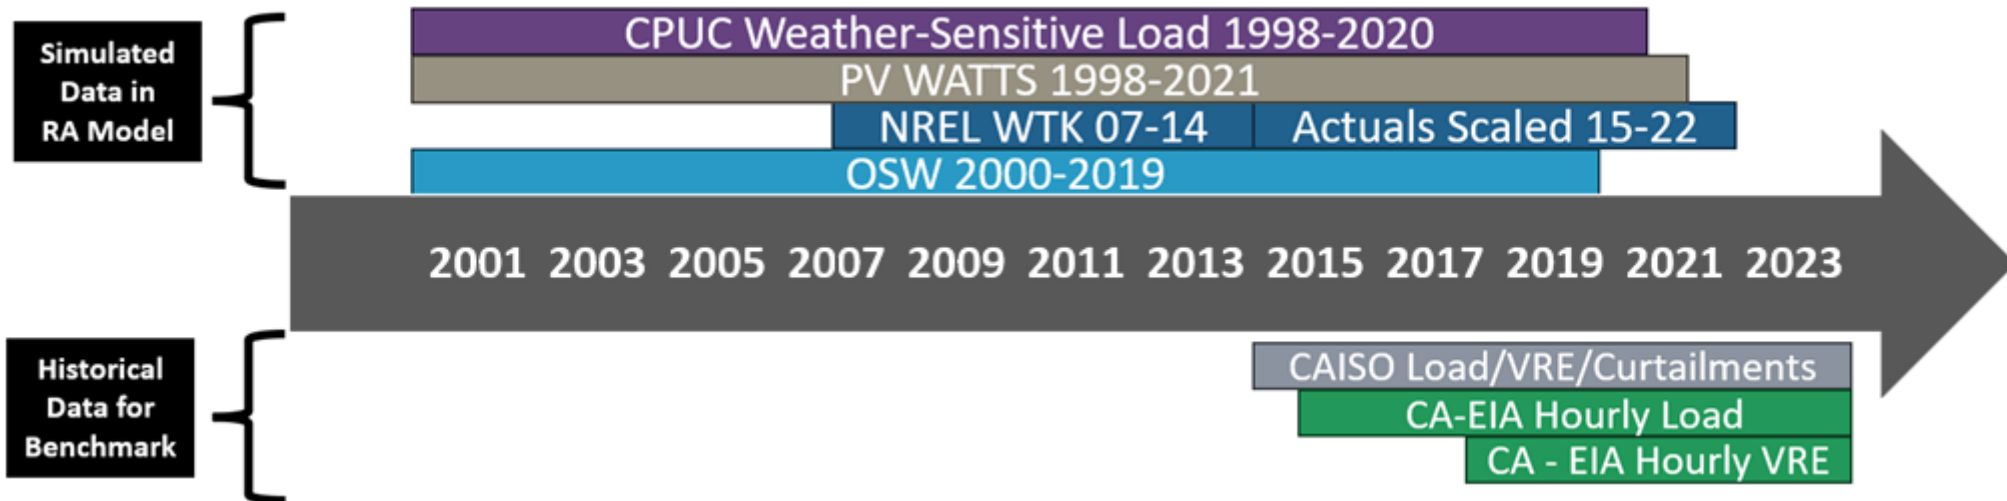 Simulated
Data in
RA Model
CPUC Weather-Sensitive Load 1998-2020
PV WATTS 1998-2021
NREL WTK 07-14
Actuals Scaled 15-22
OSW 2000-2019
2001 2003 2005 2007 2009 2011 2013 2015 2017 2019 2021 2023
Historical
Data for
Benchmark
CAISO Load/VRE/Curtailments
CA-EIA Hourly Load
CA - EIA Hourly VRE